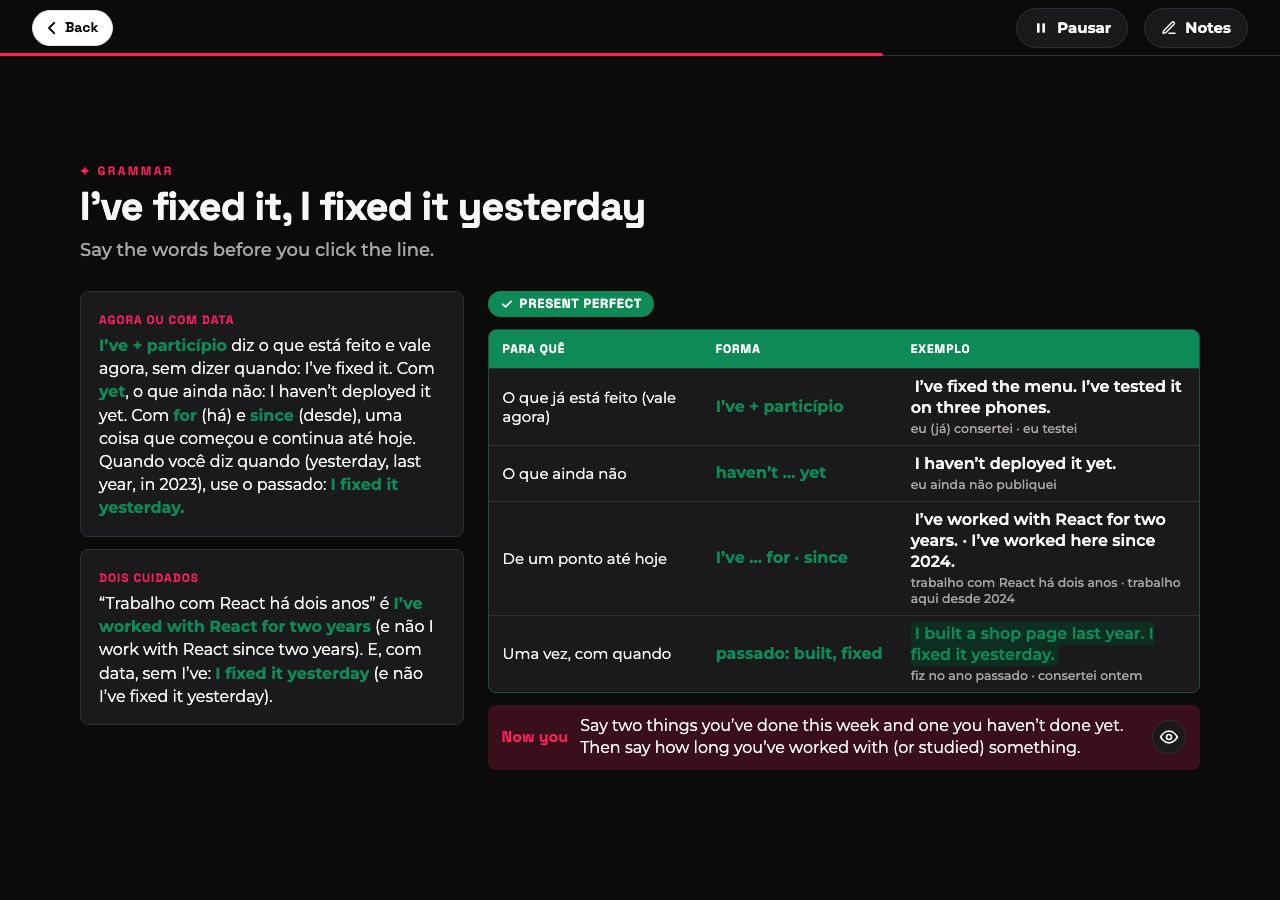 Back
Pausar
Notes
✦ GRAMMAR
I’ve fixed it, I fixed it yesterday
Say the words before you click the line.
AGORA OU COM DATA
I’ve + particípio diz o que está feito e vale
agora, sem dizer quando: I’ve fixed it. Com
yet, o que ainda não: I haven’t deployed it
yet. Com for (há) e since (desde), uma
coisa que começou e continua até hoje.
Quando você diz quando (yesterday, last
year, in 2023), use o passado: I fixed it
yesterday.
DOIS CUIDADOS
“Trabalho com React há dois anos” é I’ve
worked with React for two years (e não I
work with React since two years). E, com
data, sem I’ve: I fixed it yesterday (e não
I’ve fixed it yesterday).
PRESENT PERFECT
PARA QUÊ
FORMA
EXEMPLO
O que já está feito (vale
agora)
I’ve + particípio
I’ve fixed the menu. I’ve tested it
on three phones.
eu (já) consertei · eu testei
O que ainda não
haven’t … yet
I haven’t deployed it yet.
eu ainda não publiquei
De um ponto até hoje
I’ve … for · since
I’ve worked with React for two
years. · I’ve worked here since
2024.
trabalho com React há dois anos · trabalho
aqui desde 2024
Uma vez, com quando
passado: built, fixed
I built a shop page last year. I
fixed it yesterday.
fiz no ano passado · consertei ontem
Now you
Say two things you’ve done this week and one you haven’t done yet.
Then say how long you’ve worked with (or studied) something.